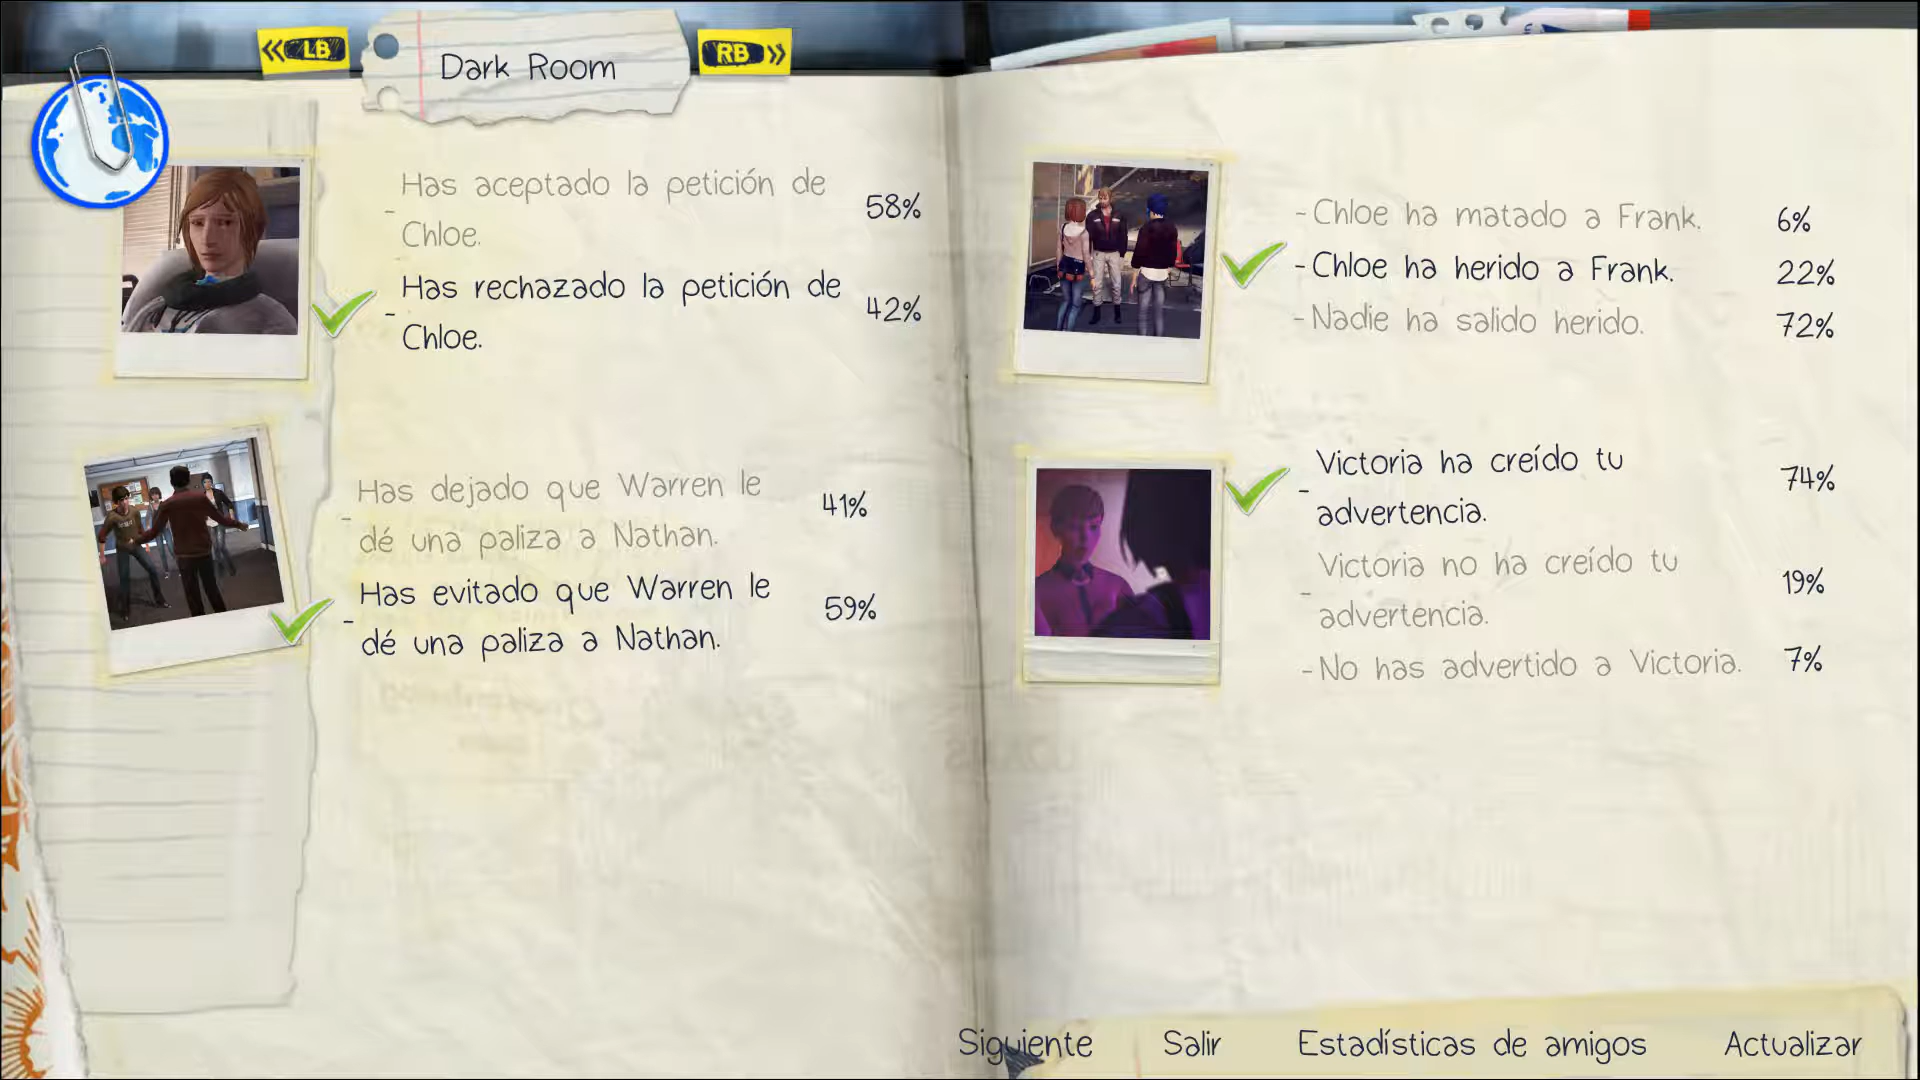 LB
Dark Room
RB
Has aceptado la petición de
- Chloe.
58%
Has rechazado la petición de
- Chloe.
42%
Has dejado que Warren le
- dé una paliza a Nathan.
41%
Has evitado que Warren le
- dé una paliza a Nathan.
59%
- Chloe ha matado a Frank.
6%
- Chloe ha herido a Frank.
22%
- Nadie ha salido herido.
72%
Victoria ha creído tu
- advertencia.
74%
Victoria no ha creído tu
- advertencia.
19%
- No has advertido a Victoria.
7%
Siguiente
Salir
Estadísticas de amigos
Actualizar